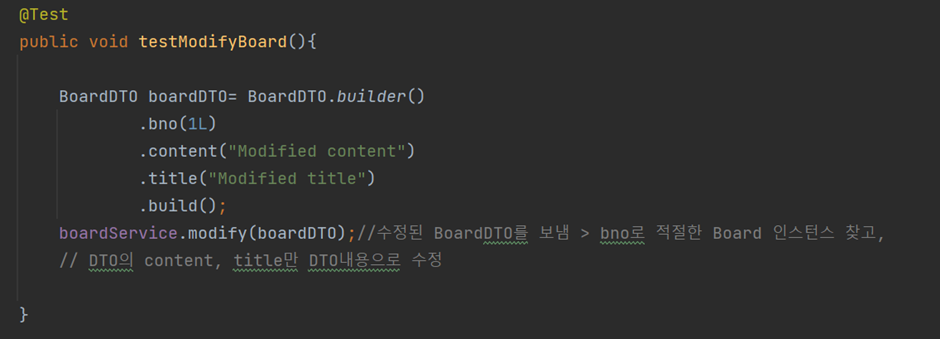 @Test
public void testModifyBoard(){
BoardDTO boardDTO= BoardDTO.builder()
.bno(1L)
.content("Modified content")
.title("Modified title")
.build();
boardService.modify(boardDTO);//수정된 BoardDTO를 보냄 > bno로 적절한 Board 인스턴스 찾고,
// DTO의 content, title만 DTO내용으로 수정
}